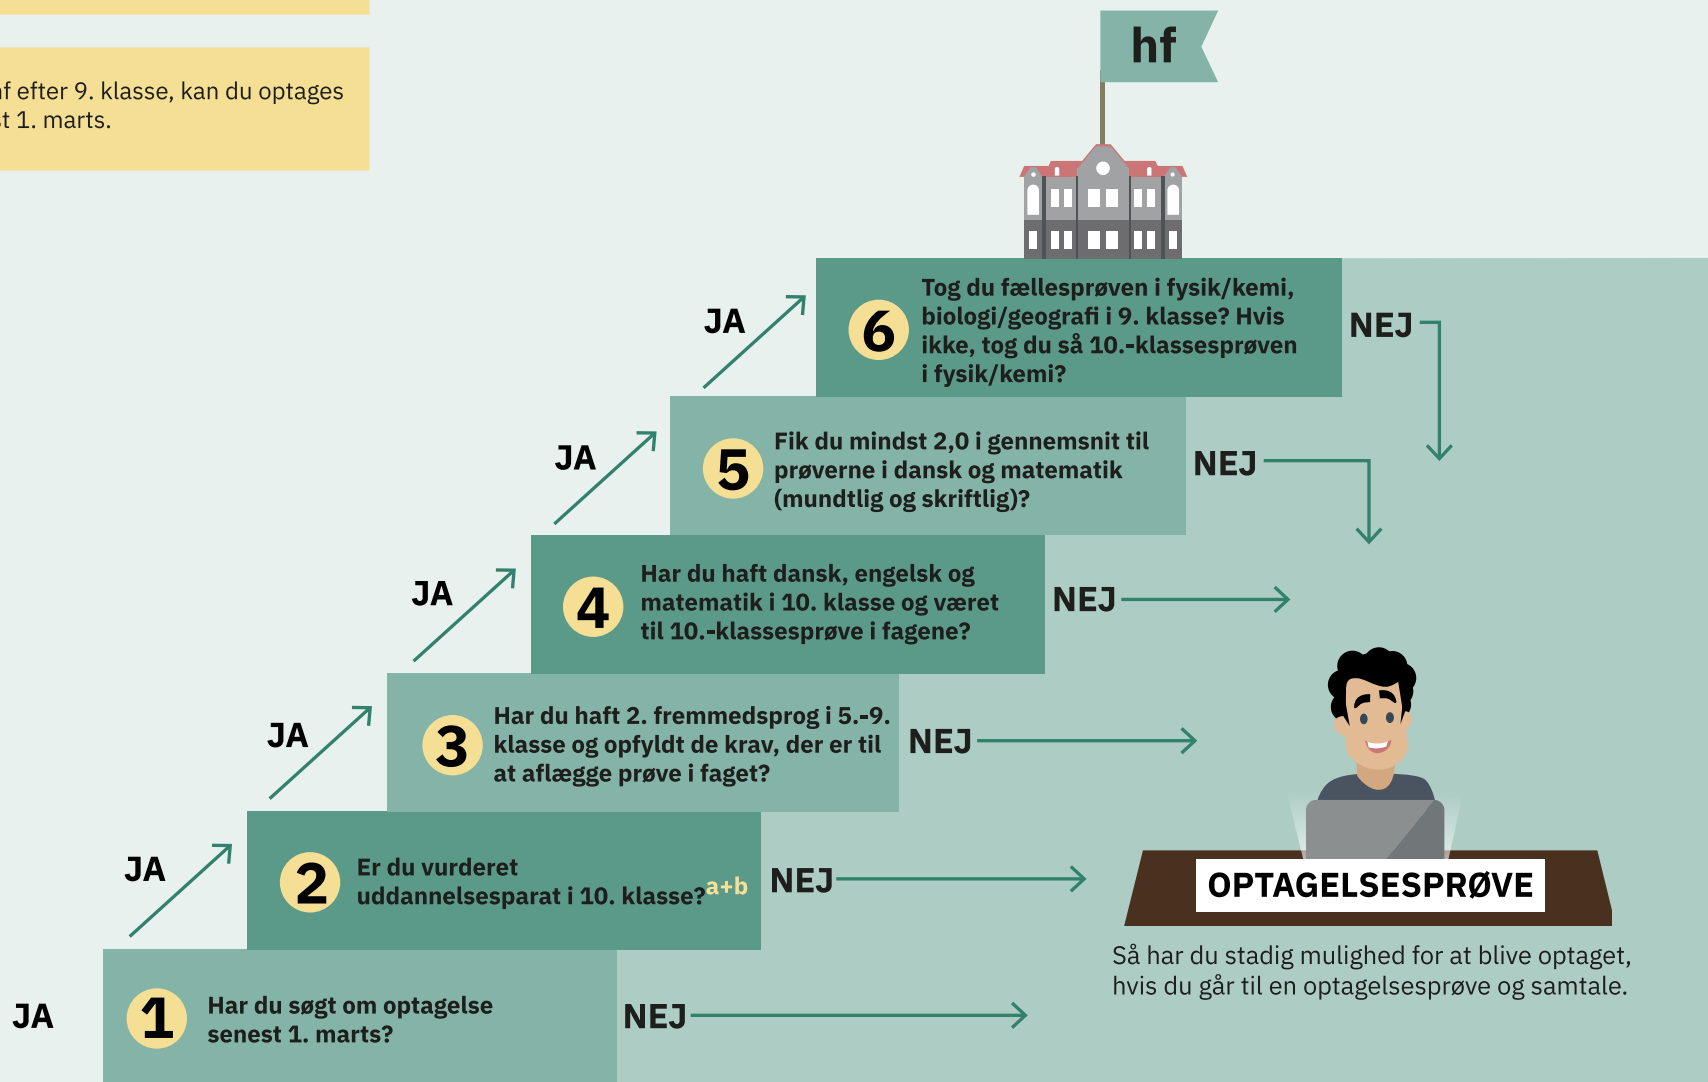 efter 9. klasse, kan du optages
1. marts.
hf
JA
6
Tog du fællesprøven i fysik/kemi,
biologi/geografi i 9. klasse? Hvis
ikke, tog du så 10.-klassesprøven
i fysik/kemi?
NEJ
JA
5
Fik du mindst 2,0 i gennemsnit til
prøverne i dansk og matematik
(mundtlig og skriftlig)?
NEJ
JA
4
Har du haft dansk, engelsk og
matematik i 10. klasse og været
til 10.-klassesprøve i fagene?
NEJ
JA
3
Har du haft 2. fremmedsprog i 5.-9.
klasse og opfyldt de krav, der er til
at aflægge prøve i faget?
NEJ
JA
2
Er du vurderet
uddannelsesparat i 10. klasse?a+b
NEJ
JA
1
Har du søgt om optagelse
senest 1. marts?
NEJ
OPTAGELSESPRØVE
Så har du stadig mulighed for at blive optaget,
hvis du går til en optagelsesprøve og samtale.